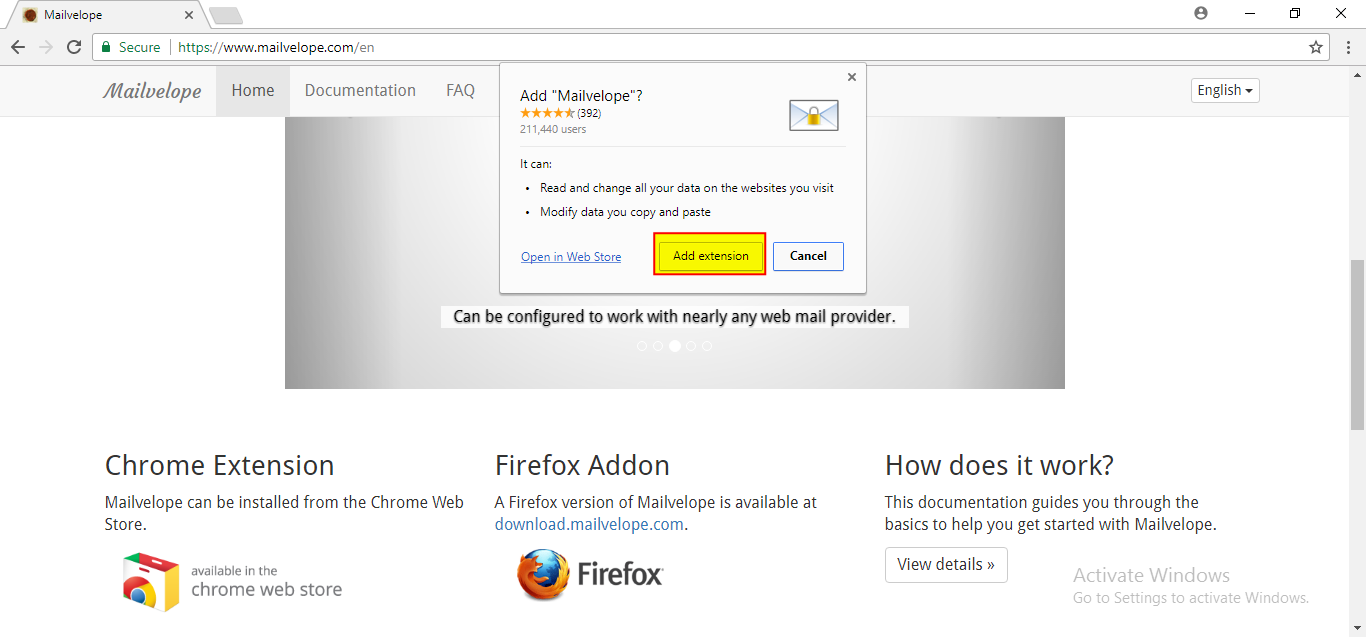 Mailvelope
Secure
https://www.mailvelope.com/en
Mailvelope
Home
Documentation
FAQ
English
Add "Mailvelope"?
(392)
211,440 users
It can:
• Read and change all your data on the websites you visit
• Modify data you copy and paste
Open in Web Store
Add extension
Cancel
Can be configured to work with nearly any web mail provider.
Chrome Extension
Mailvelope can be installed from the Chrome Web
Store.
available in the
chrome web store
Firefox Addon
A Firefox version of Mailvelope is available at
download.mailvelope.com.
Firefox
How does it work?
This documentation guides you through the
basics to help you get started with Mailvelope.
View details »
Activate Windows
Go to Settings to activate Windows.